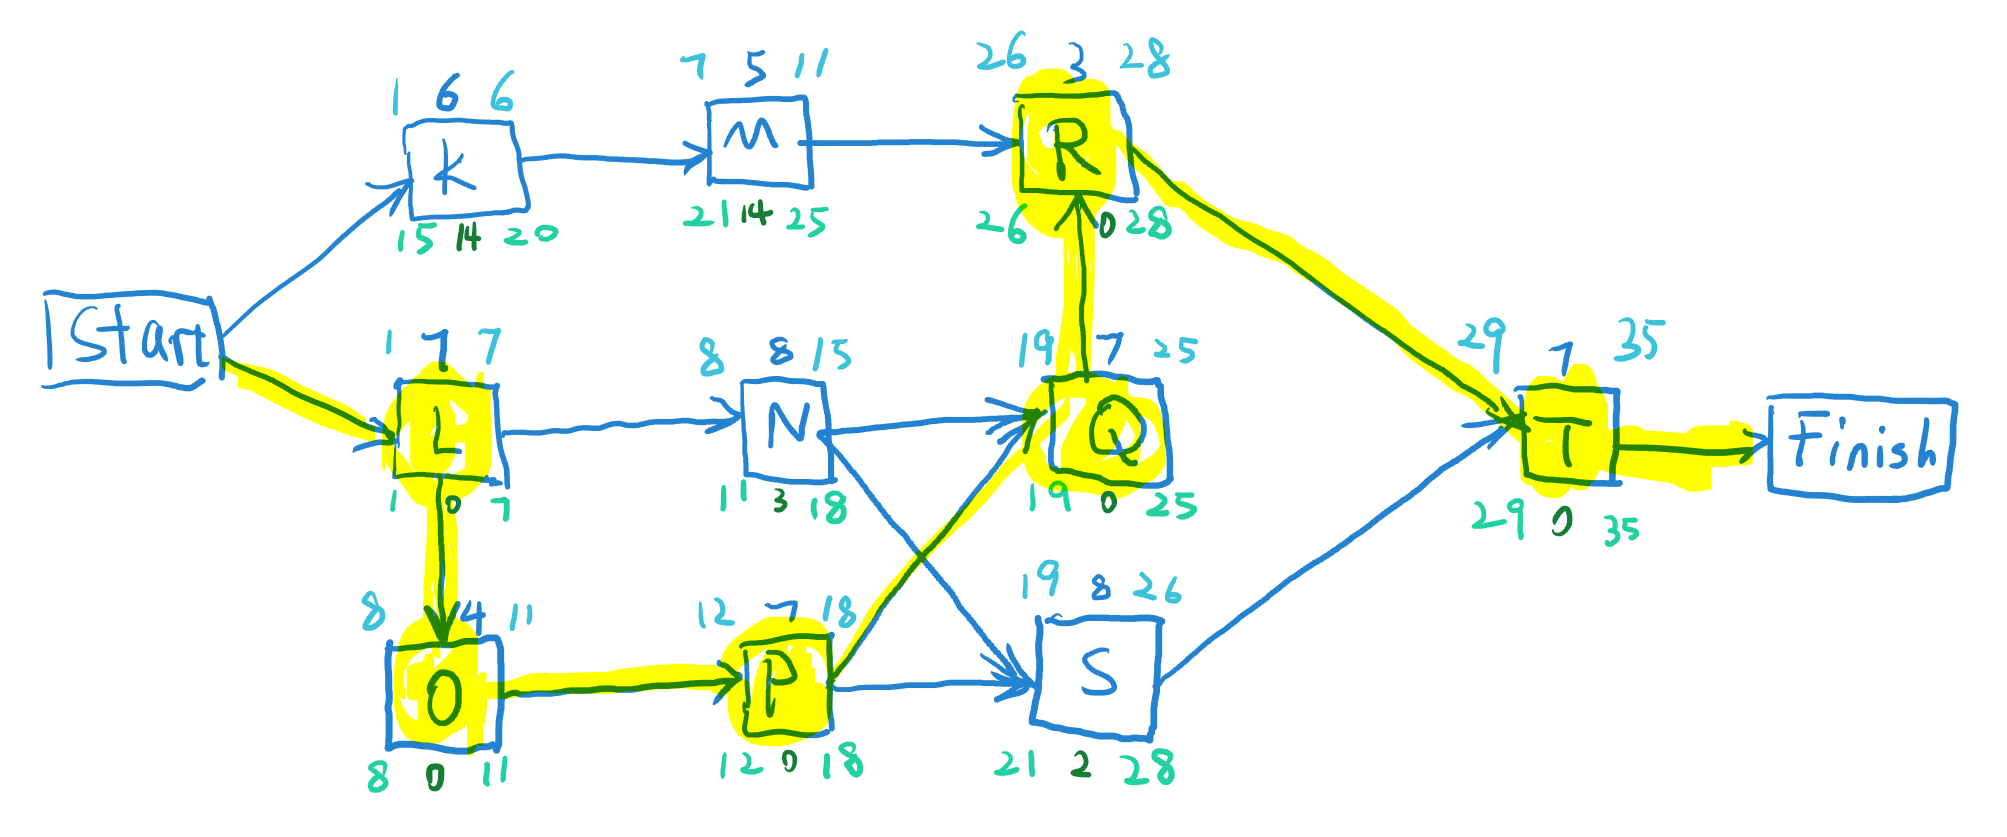 26 3 28
7 5 11
1 6 6
K
M
R
15 14 20
21 14 25
26 0 28
Start
1 7 7
8 8 15
19 7 25
29 7 35
L
N
Q
T
Finish
1 0 7
11 3 18
19 0 25
29 0 35
8 4 11
12 7 18
19 8 26
O
P
S
8 0 11
12 0 18
21 2 28